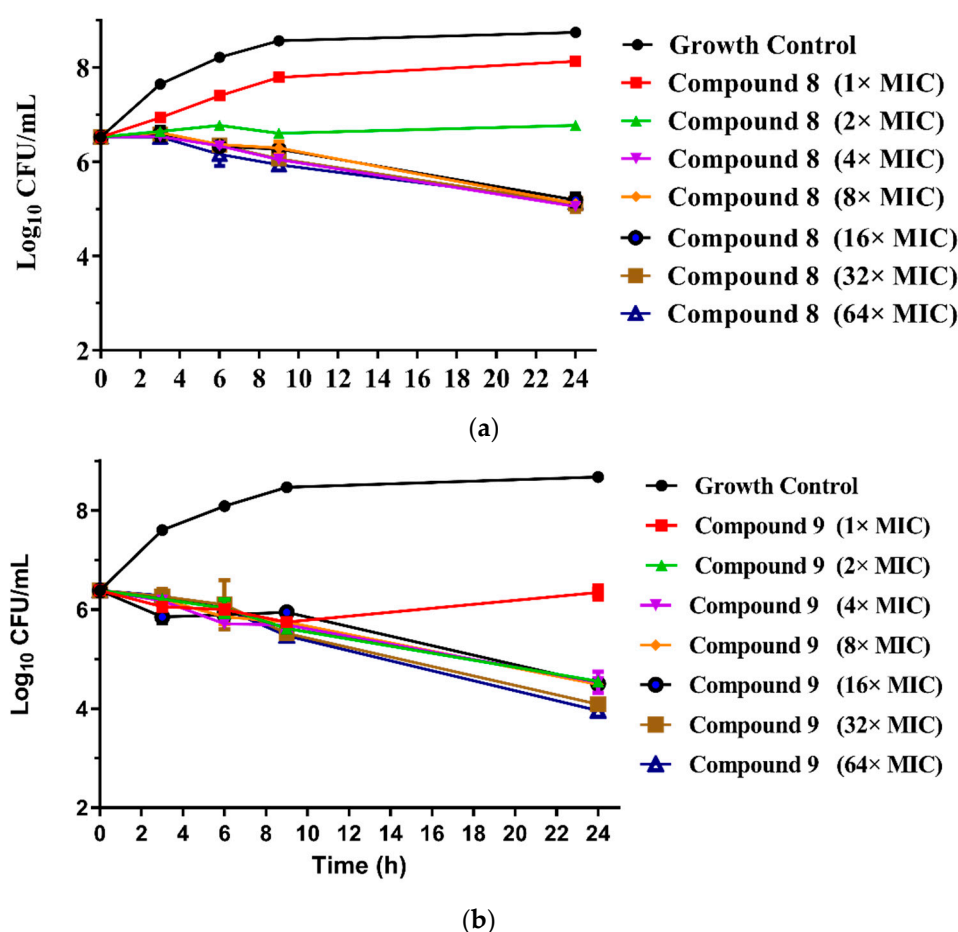 8
6
4
2
Log10 CFU/mL
0 2 4 6 8 10 12 14 16 18 20 22 24
Growth Control
Compound 8 (1× MIC)
Compound 8 (2× MIC)
Compound 8 (4× MIC)
Compound 8 (8× MIC)
Compound 8 (16× MIC)
Compound 8 (32× MIC)
Compound 8 (64× MIC)
(a)
8
6
4
2
Log10 CFU/mL
0 2 4 6 8 10 12 14 16 18 20 22 24
Time (h)
Growth Control
Compound 9 (1× MIC)
Compound 9 (2× MIC)
Compound 9 (4× MIC)
Compound 9 (8× MIC)
Compound 9 (16× MIC)
Compound 9 (32× MIC)
Compound 9 (64× MIC)
(b)